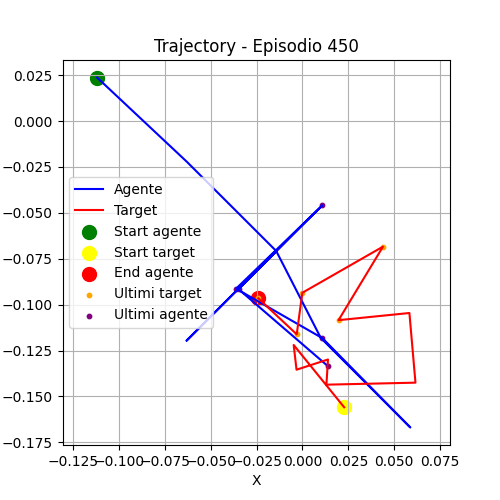 Trajectory - Episodio 450
0.025
0.000
−0.025
−0.050
−0.075
−0.100
−0.125
−0.150
−0.175
Agente
Target
Start agente
Start target
End agente
Ultimi target
Ultimi agente
−0.125 −0.100 −0.075 −0.050 −0.025 0.000 0.025 0.050 0.075
X